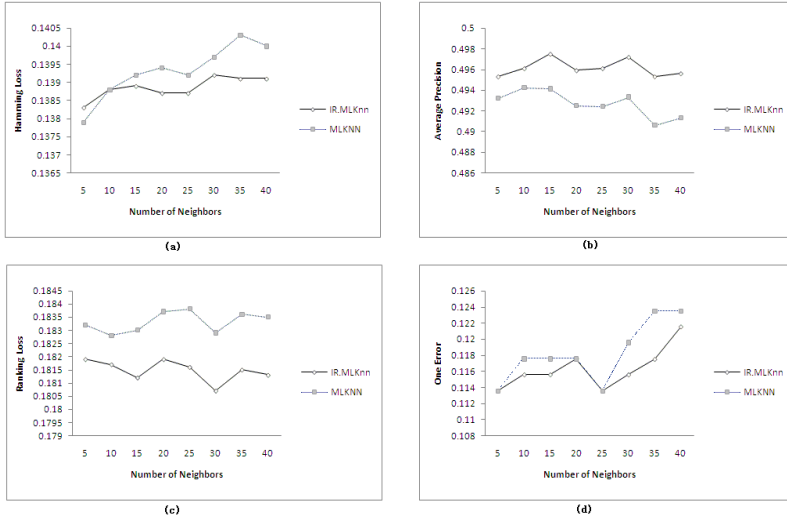 0.1405
0.14
0.1395
0.139
0.1385
0.138
0.1375
0.137
0.1365
Hamming Loss
5 10 15 20 25 30 35 40
Number of Neighbors
IR.MLKnn
MLKNN
(a)
0.5
0.498
0.496
0.494
0.492
0.49
0.488
0.486
Average Precision
5 10 15 20 25 30 35 40
Number of Neighbors
IR.MLKnn
MLKNN
(b)
0.1845
0.184
0.1835
0.183
0.1825
0.182
0.1815
0.181
0.1805
0.18
0.1795
0.179
Ranking Loss
5 10 15 20 25 30 35 40
Number of Neighbors
IR.MLKnn
MLKNN
(c)
0.126
0.124
0.122
0.12
0.118
0.116
0.114
0.112
0.11
0.108
One Error
5 10 15 20 25 30 35 40
Number of Neighbors
IR.MLKnn
MLKNN
(d)